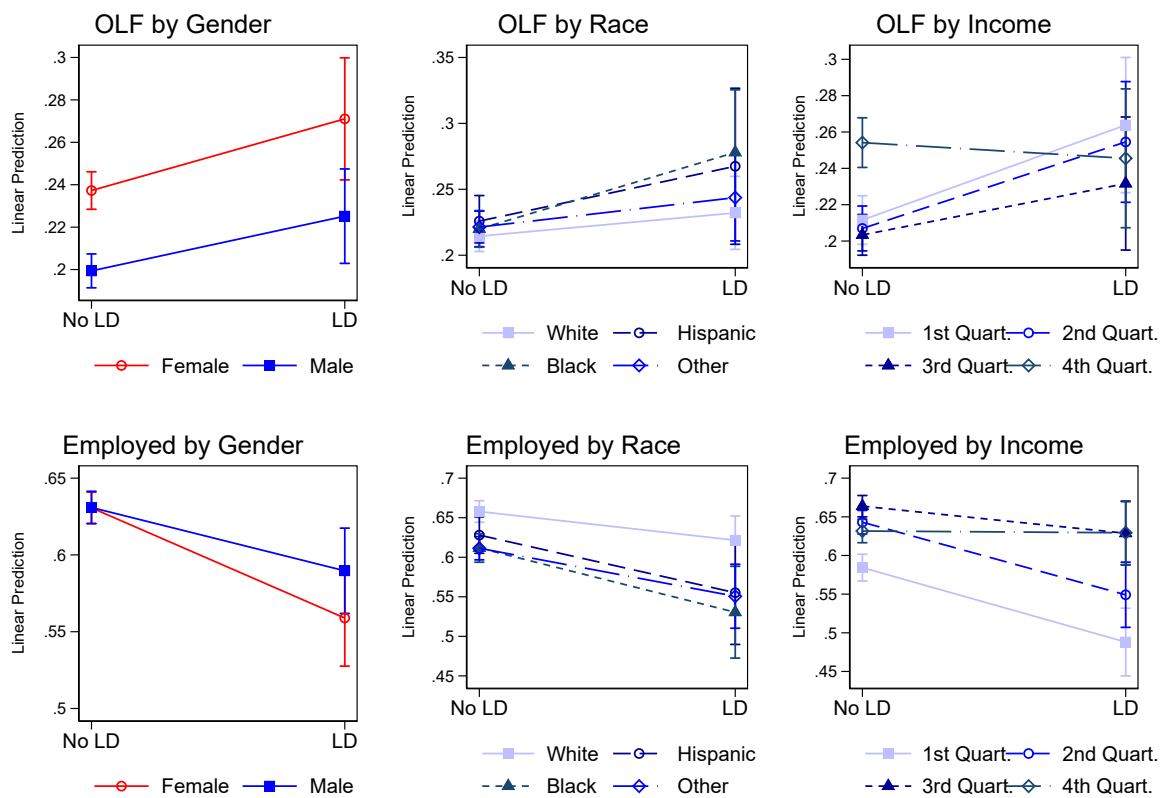 OLF by Gender
Linear Prediction
.3
.28
.26
.24
.22
.2
No LD
LD
Female
Male
OLF by Race
Linear Prediction
.35
.3
.25
.2
No LD
LD
White
Hispanic
Black
Other
OLF by Income
Linear Prediction
.3
.28
.26
.24
.22
.2
No LD
LD
1st Quart.
2nd Quart.
3rd Quart.
4th Quart.
Employed by Gender
Linear Prediction
.65
.6
.55
.5
No LD
LD
Female
Male
Employed by Race
Linear Prediction
.7
.65
.6
.55
.5
.45
No LD
LD
White
Hispanic
Black
Other
Employed by Income
Linear Prediction
.7
.65
.6
.55
.5
.45
No LD
LD
1st Quart.
2nd Quart.
3rd Quart.
4th Quart.